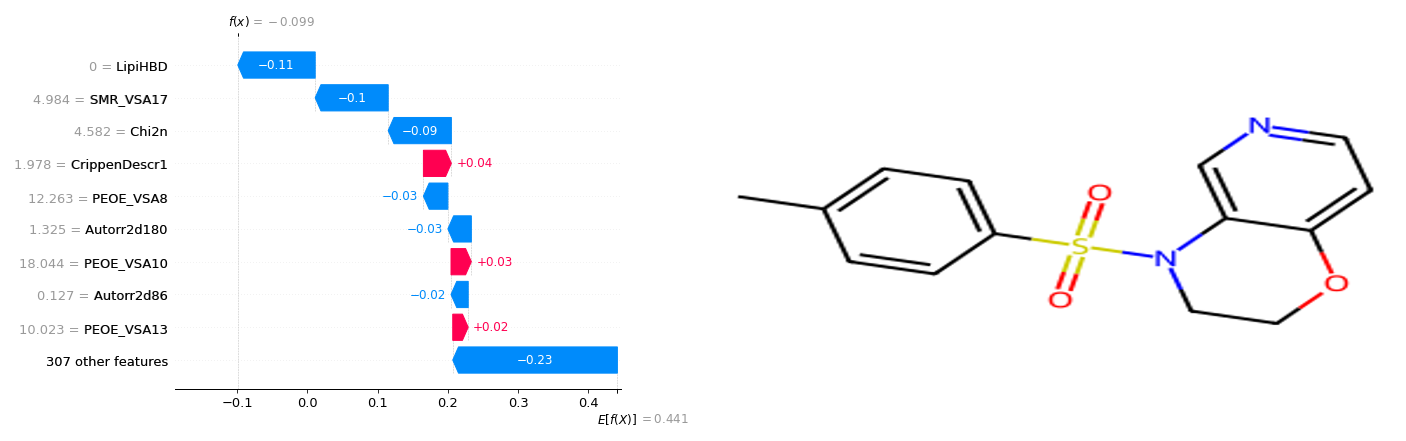 f(x) = −0.099
0 = LipiHBD
−0.11
4.984 = SMR_VSA17
−0.1
4.582 = Chi2n
−0.09
1.978 = CrippenDescr1
+0.04
12.263 = PEOE_VSA8
−0.03
1.325 = Autorr2d180
−0.03
18.044 = PEOE_VSA10
+0.03
0.127 = Autorr2d86
−0.02
10.023 = PEOE_VSA13
+0.02
307 other features
−0.23
−0.1 0.0 0.1 0.2 0.3 0.4
E[f(X)] = 0.441
N
O
S
N
O
O